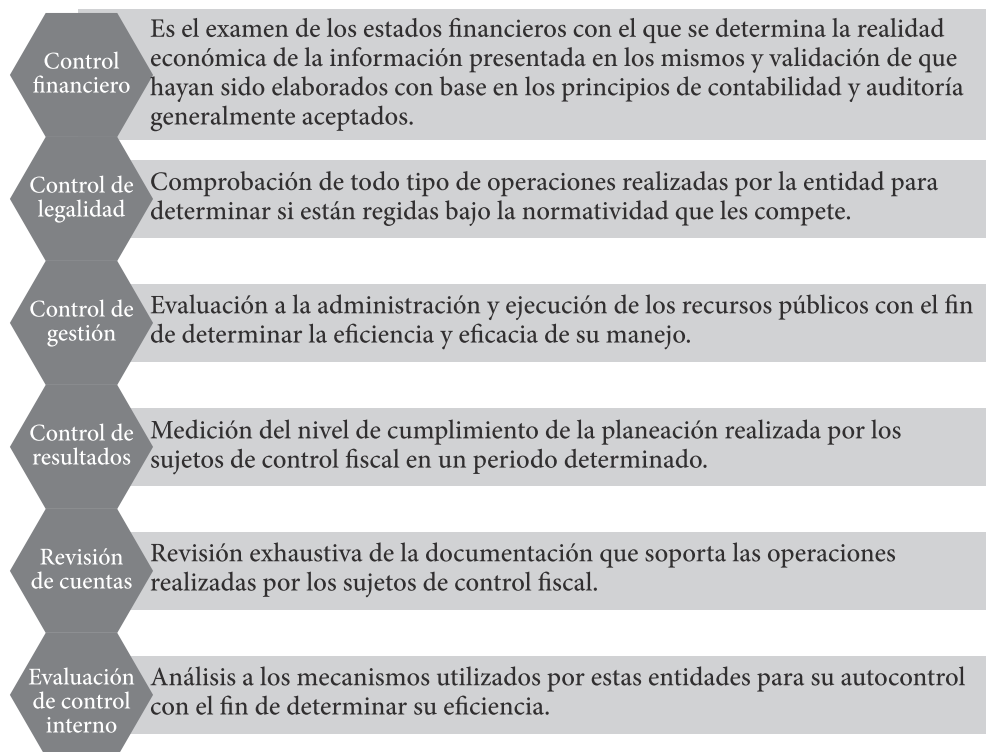 Control
financiero
Es el examen de los estados financieros con el que se determina la realidad
económica de la información presentada en los mismos y validación de que
hayan sido elaborados con base en los principios de contabilidad y auditoría
generalmente aceptados.
Control de
legalidad
Comprobación de todo tipo de operaciones realizadas por la entidad para
determinar si están regidas bajo la normatividad que les compete.
Control de
gestión
Evaluación a la administración y ejecución de los recursos públicos con el fin
de determinar la eficiencia y eficacia de su manejo.
Control de
resultados
Medición del nivel de cumplimiento de la planeación realizada por los
sujetos de control fiscal en un periodo determinado.
Revisión
de cuentas
Revisión exhaustiva de la documentación que soporta las operaciones
realizadas por los sujetos de control fiscal.
Evaluación
de control
interno
Análisis a los mecanismos utilizados por estas entidades para su autocontrol
con el fin de determinar su eficiencia.